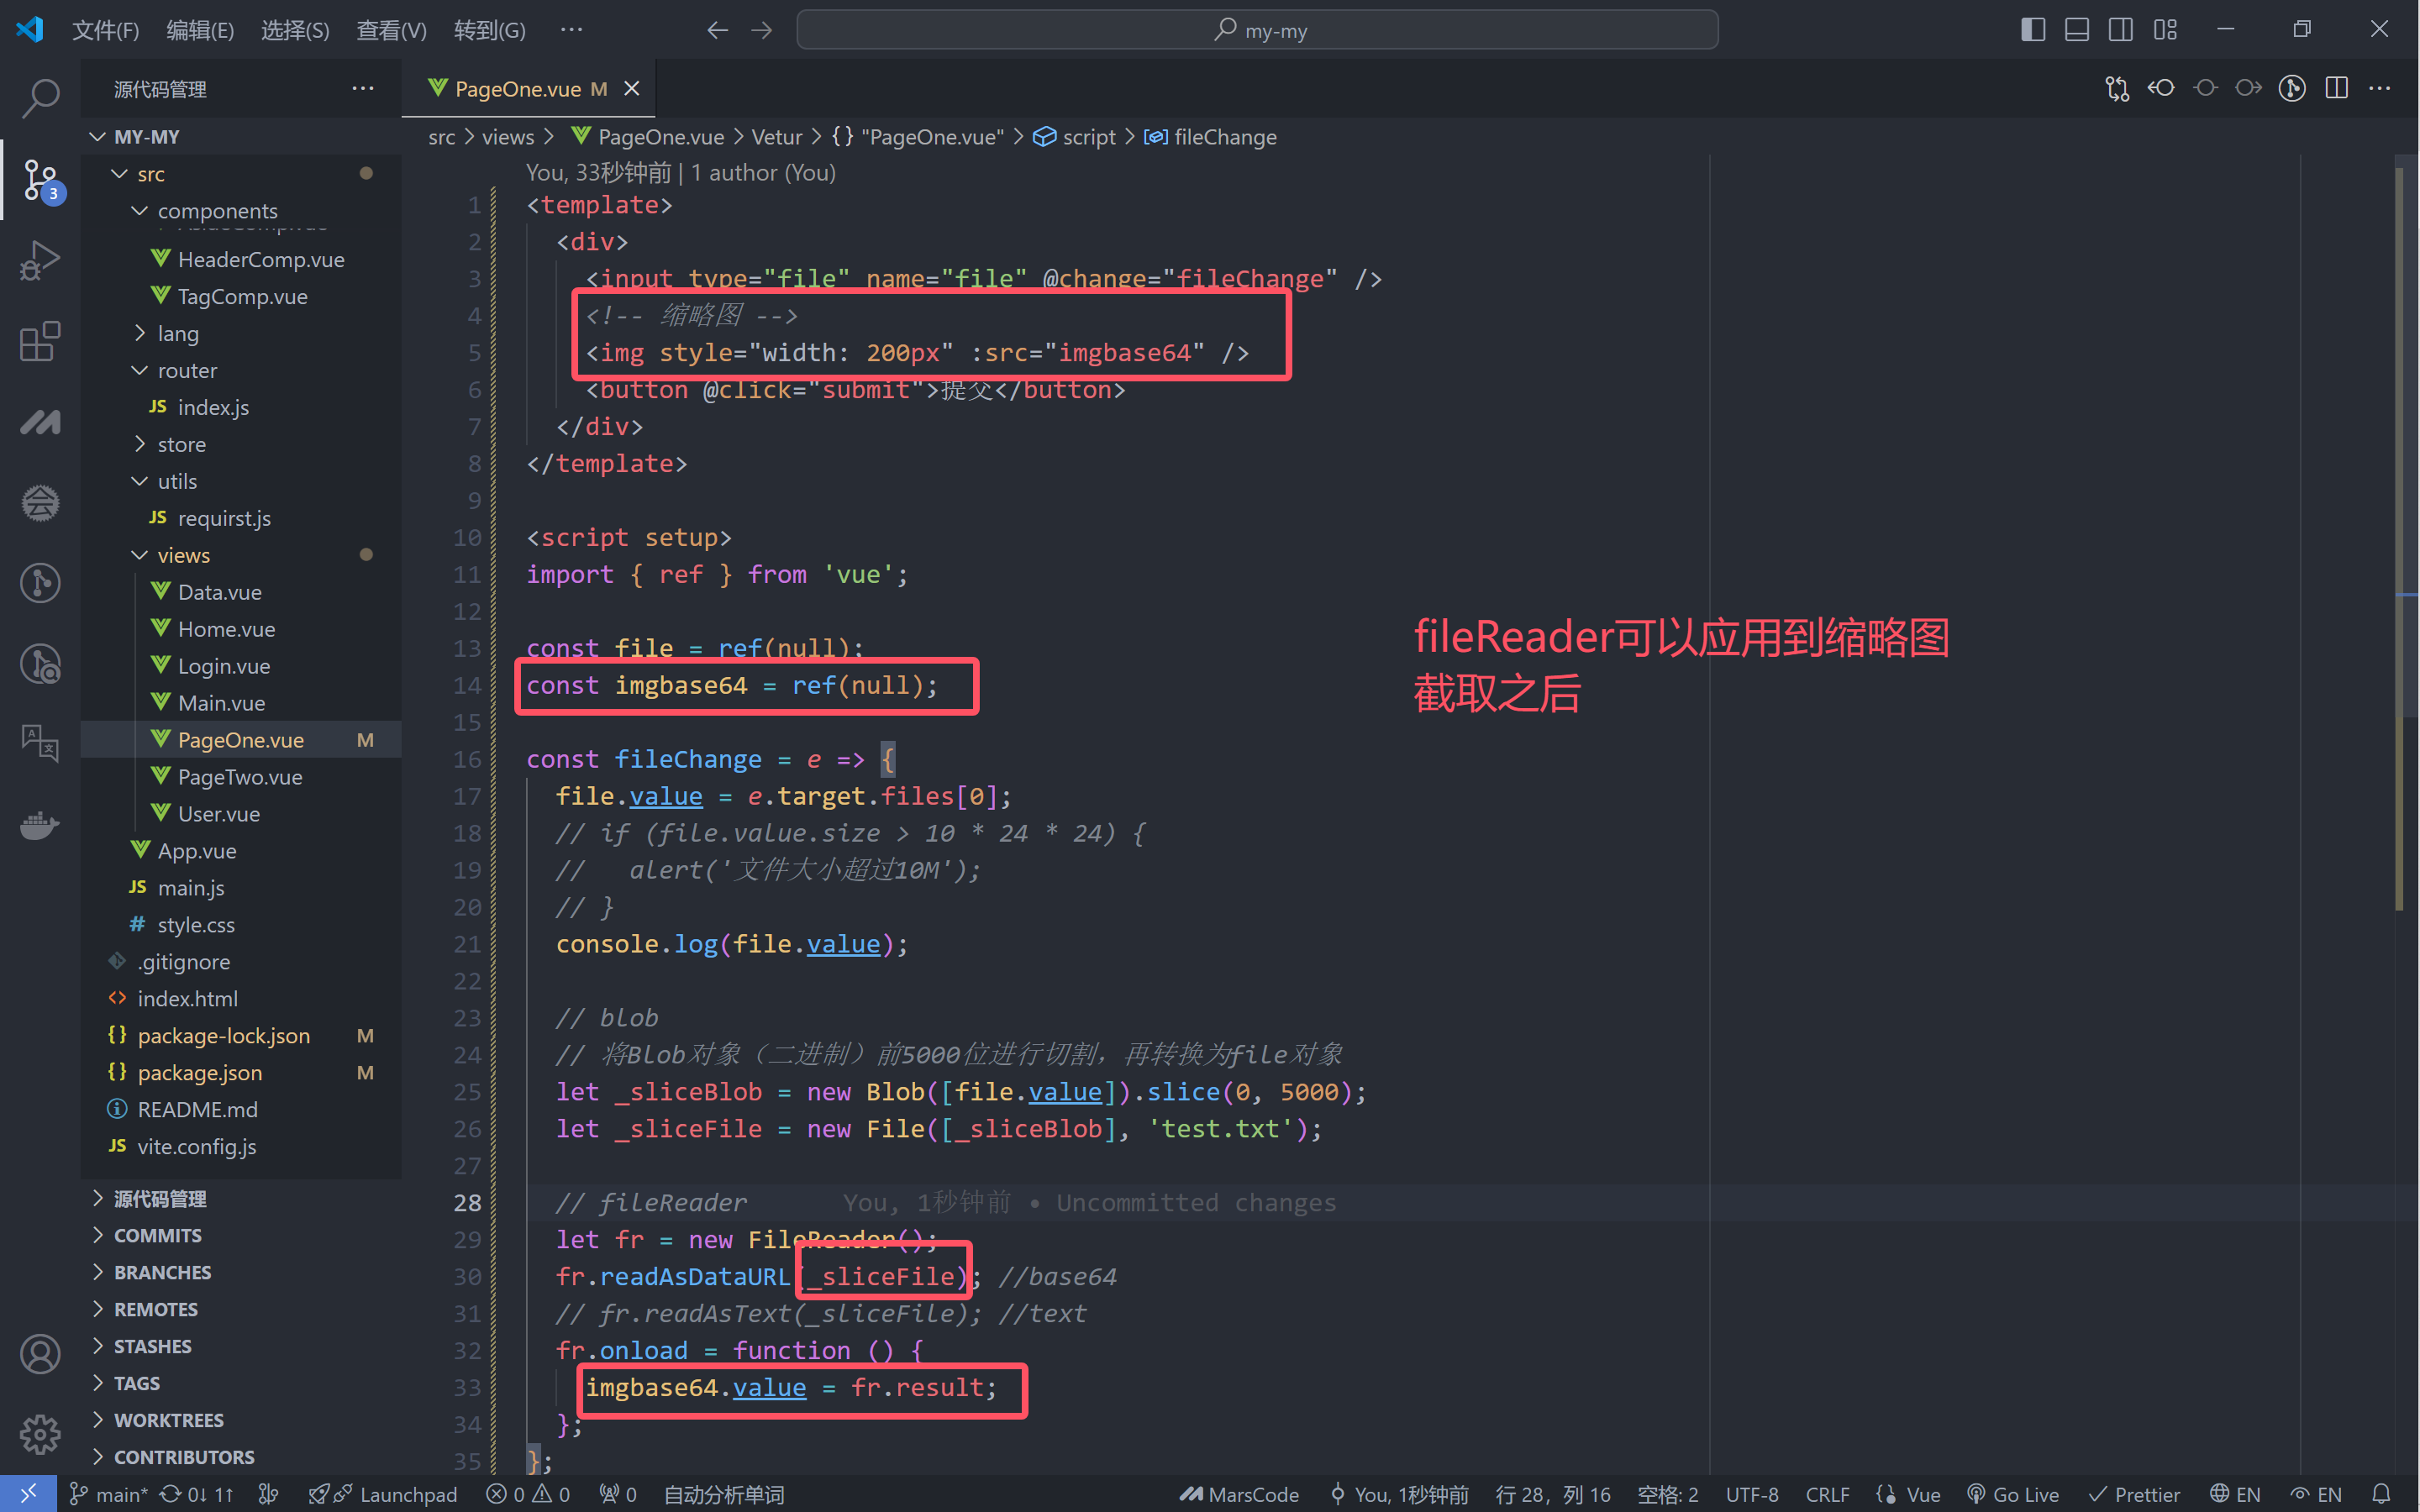 文件(F) 编辑(E) 选择(S) 查看(V) 转到(G) ··· my-my
源代码管理 ···
PageOne.vue M
MY-MY
src
components
HeaderComp.vue
TagComp.vue
lang
router
JS index.js
store
utils
JS requirst.js
views
Data.vue
Home.vue
Login.vue
Main.vue
PageOne.vue M
PageTwo.vue
User.vue
App.vue
JS main.js
# style.css
.gitignore
<> index.html
{} package-lock.json M
{} package.json M
README.md
JS vite.config.js
源代码管理
COMMITS
BRANCHES
REMOTES
STASHES
TAGS
WORKTREES
CONTRIBUTORS
3
src > views > PageOne.vue > Vetur > {} "PageOne.vue" > script > fileChange
You, 33秒钟前 | 1 author (You)
1 <template>
2 <div>
3 <input type="file" name="file" @change="fileChange" />
4 <!-- 缩略图 -->
5 <img style="width: 200px" :src="imgbase64" />
6 <button @click="submit">提交</button>
7 </div>
8 </template>
9
10 <script setup>
11 import { ref } from 'vue';
12
13 const file = ref(null);
14 const imgbase64 = ref(null);
15
16 const fileChange = e => {
17 file.value = e.target.files[0];
18 // if (file.value.size > 10 * 24 * 24) {
19 //   alert('文件大小超过10M');
20 // }
21 console.log(file.value);
22
23 // blob
24 // 将Blob对象（二进制）前5000位进行切割，再转换为file对象
25 let _sliceBlob = new Blob([file.value]).slice(0, 5000);
26 let _sliceFile = new File([_sliceBlob], 'test.txt');
27
28 // fileReader You, 1秒钟前 • Uncommitted changes
29 let fr = new FileReader();
30 fr.readAsDataURL(_sliceFile); //base64
31 // fr.readAsText(_sliceFile); //text
32 fr.onload = function () {
33 imgbase64.value = fr.result;
34 };
35 };
fileReader可以应用到缩略图
截取之后
main* 0↓ 1↑ Launchpad 0 0 0 自动分析单词 MarsCode You, 1秒钟前 行 28，列 16 空格: 2 UTF-8 CRLF Vue Go Live Prettier EN EN